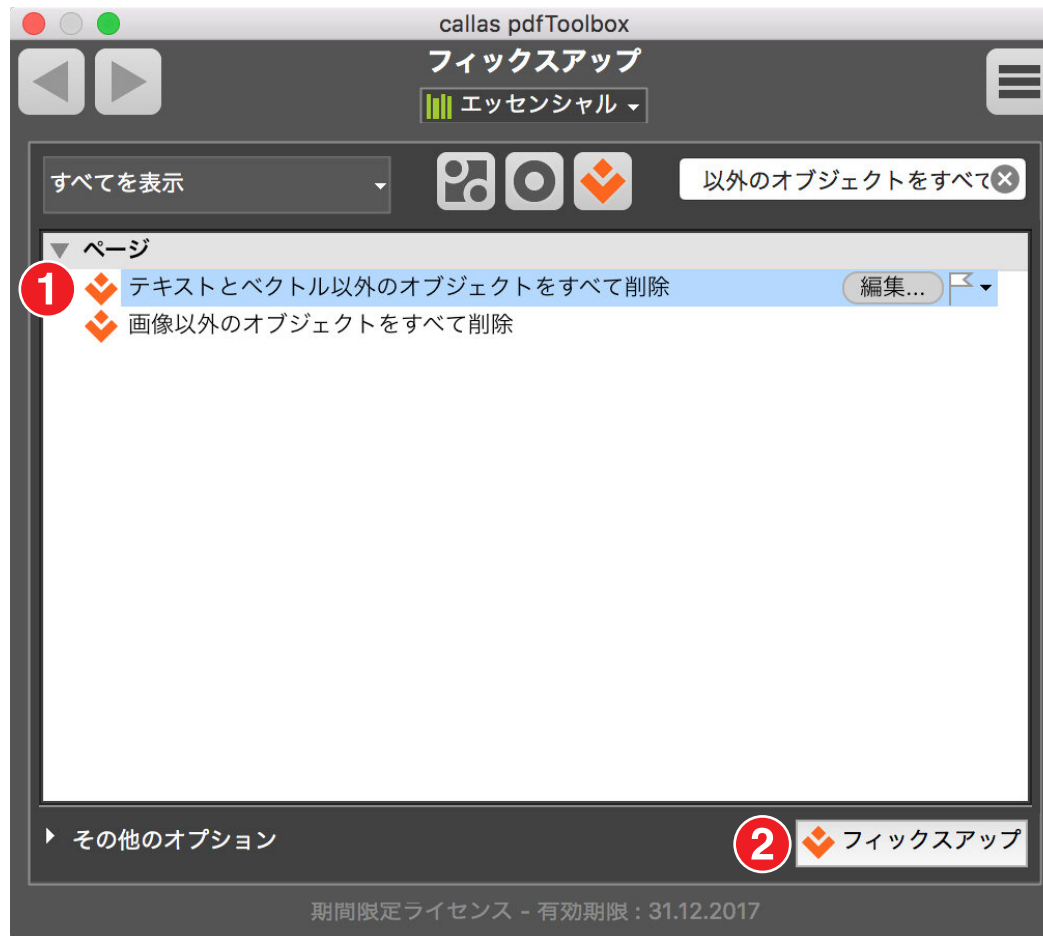 callas pdfToolbox
フィックスアップ
エッセンシャル
すべてを表示
以外のオブジェクトをすべて
ページ
1 テキストとベクトル以外のオブジェクトをすべて削除 編集...
画像以外のオブジェクトをすべて削除
その他のオプション
2 フィックスアップ
期間限定ライセンス - 有効期限 : 31.12.2017